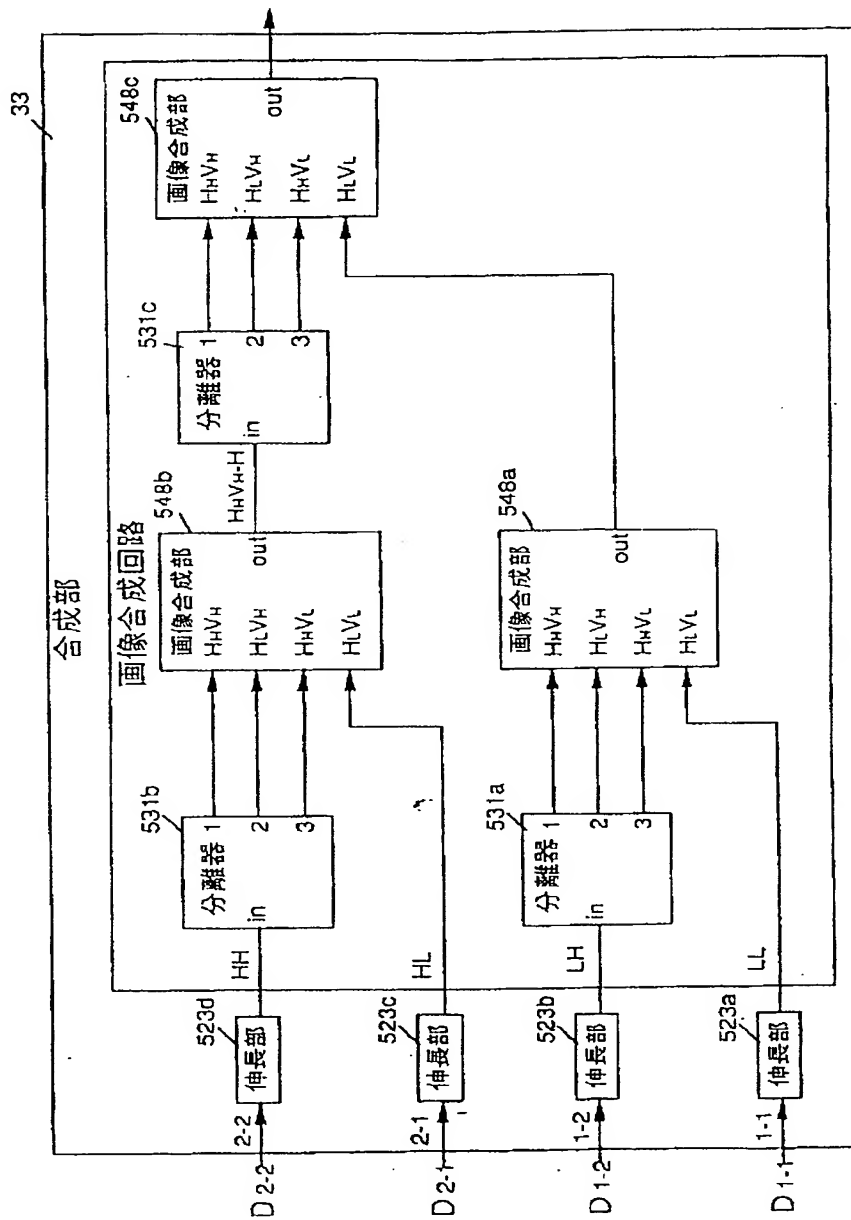 33
合成部
画像合成回路
548c
画像合成部
HHVH
HLVH
HHVL
HLVL
out
531c
分離器
in
1
2
3
HHVH-H
548b
画像合成部
HHVH
HLVH
HHVL
HLVL
out
531b
分離器
in
1
2
3
HH
523d
伸長部
2-2
D2-2
HL
523c
伸長部
2-1
D2-1
548a
画像合成部
HHVH
HLVH
HHVL
HLVL
out
531a
分離器
in
1
2
3
LH
523b
伸長部
1-2
D1-2
LL
523a
伸長部
1-1
D1-1